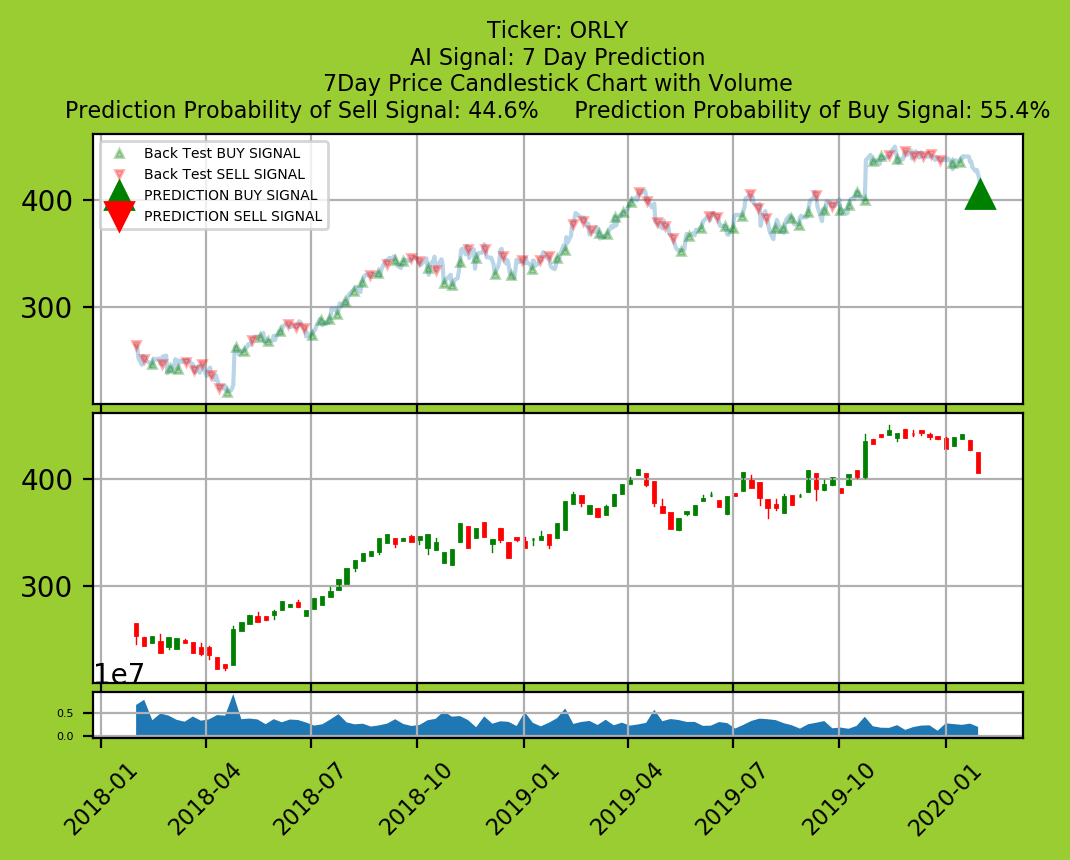 Ticker: ORLY
AI Signal: 7 Day Prediction
7Day Price Candlestick Chart with Volume
Prediction Probability of Sell Signal: 44.6%     Prediction Probability of Buy Signal: 55.4%
Back Test BUY SIGNAL
Back Test SELL SIGNAL
PREDICTION BUY SIGNAL
PREDICTION SELL SIGNAL
400
300
400
300
1e7
0.5
0.0
2018-01
2018-04
2018-07
2018-10
2019-01
2019-04
2019-07
2019-10
2020-01